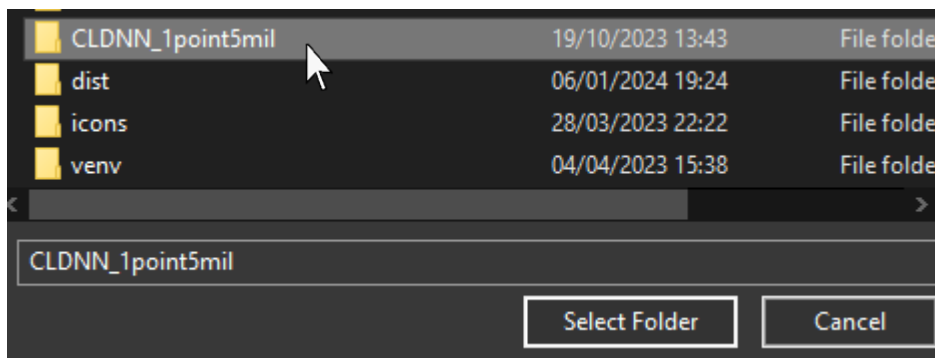 CLDNN_1point5mil 19/10/2023 13:43 File folde
dist 06/01/2024 19:24 File folde
icons 28/03/2023 22:22 File folde
venv 04/04/2023 15:38 File folde
CLDNN_1point5mil
Select Folder Cancel